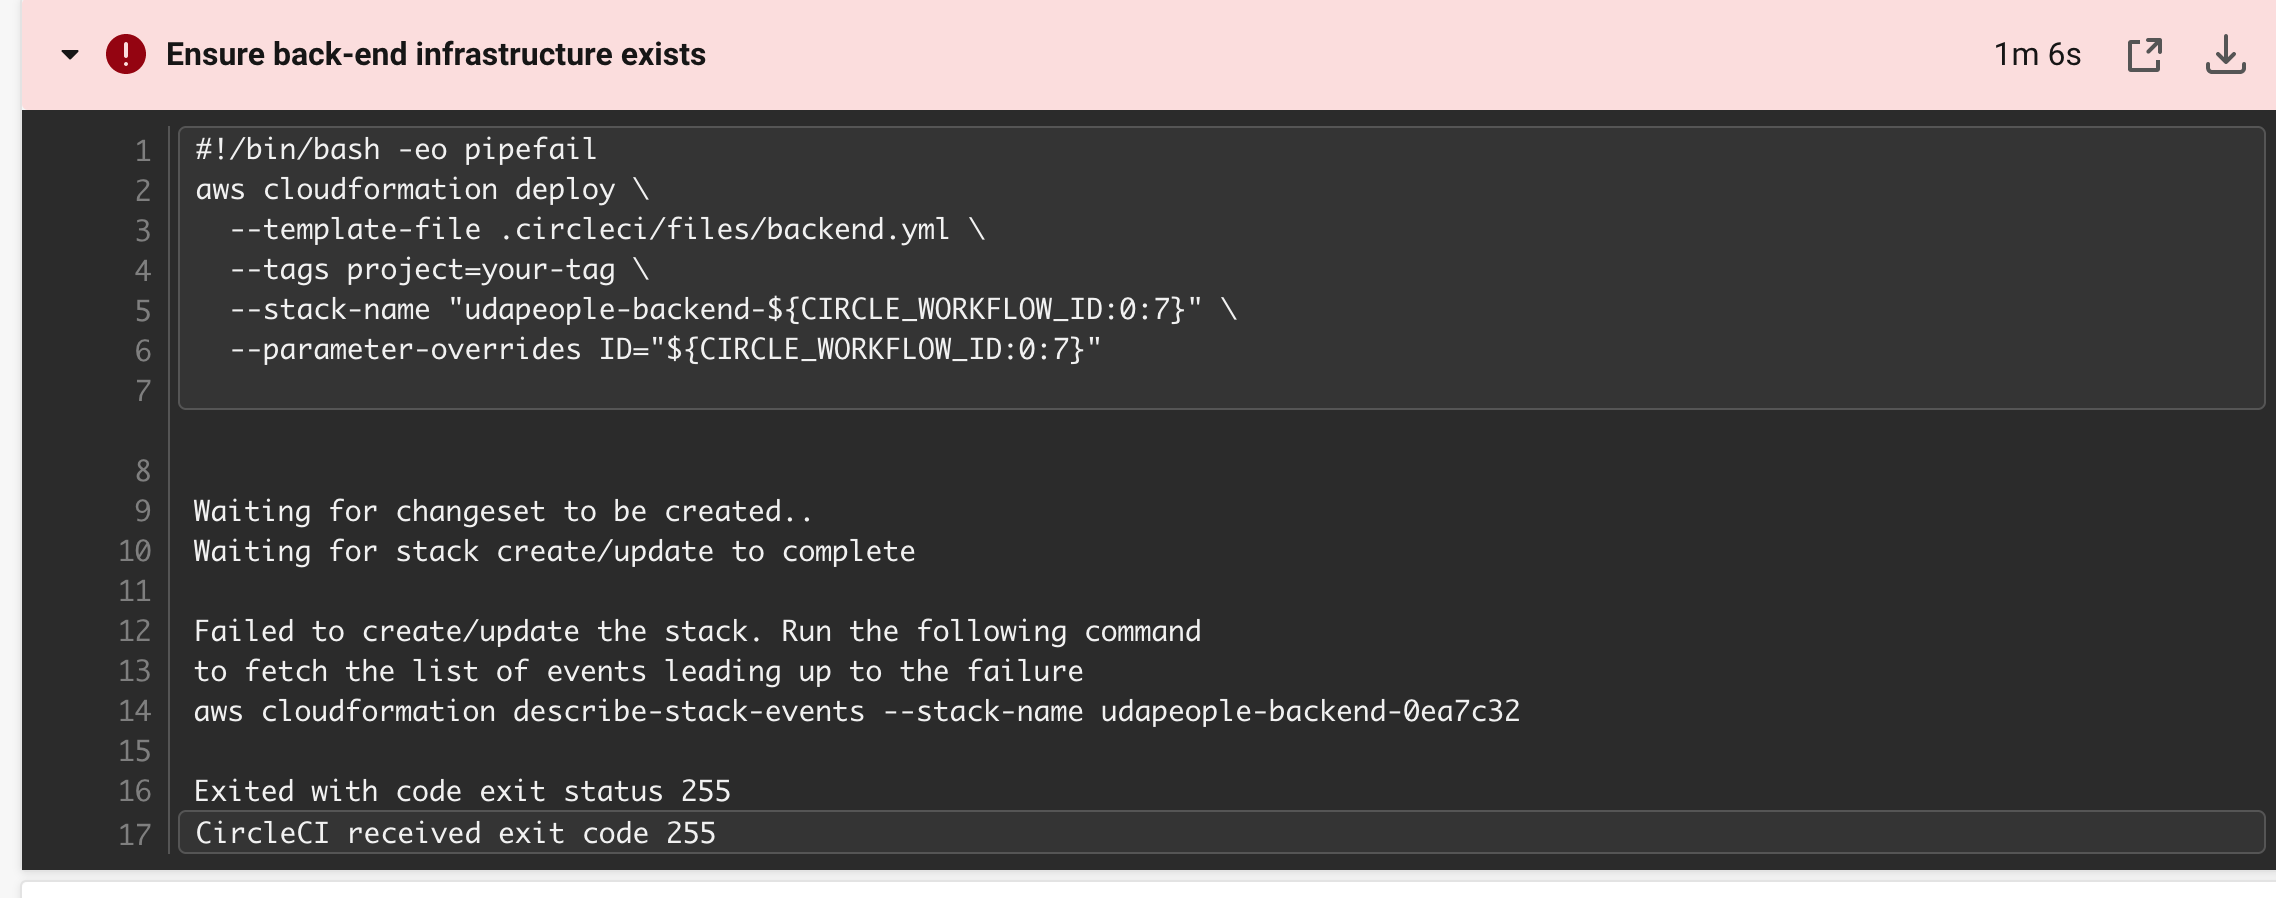 Ensure back-end infrastructure exists 1m 6s
1 #!/bin/bash -eo pipefail
2 aws cloudformation deploy \
3 --template-file .circleci/files/backend.yml \
4 --tags project=your-tag \
5 --stack-name "udapeople-backend-${CIRCLE_WORKFLOW_ID:0:7}" \
6 --parameter-overrides ID="${CIRCLE_WORKFLOW_ID:0:7}"
7
8
9 Waiting for changeset to be created..
10 Waiting for stack create/update to complete
11
12 Failed to create/update the stack. Run the following command
13 to fetch the list of events leading up to the failure
14 aws cloudformation describe-stack-events --stack-name udapeople-backend-0ea7c32
15
16 Exited with code exit status 255
17 CircleCI received exit code 255